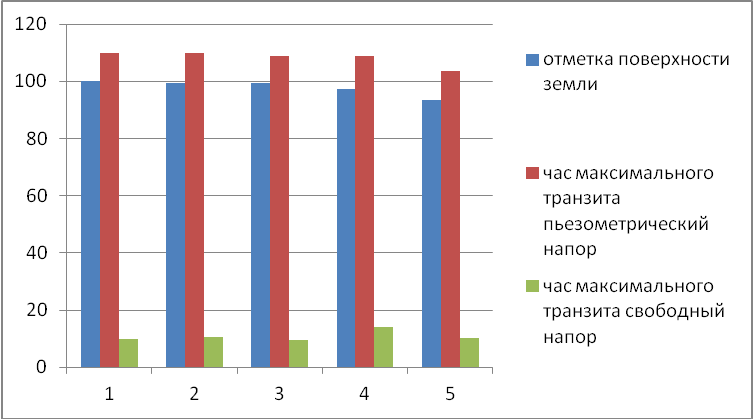 120
100
80
60
40
20
0
1 2 3 4 5
отметка поверхности
земли
час максимального
транзита
пьезометрический
напор
час максимального
транзита свободный
напор